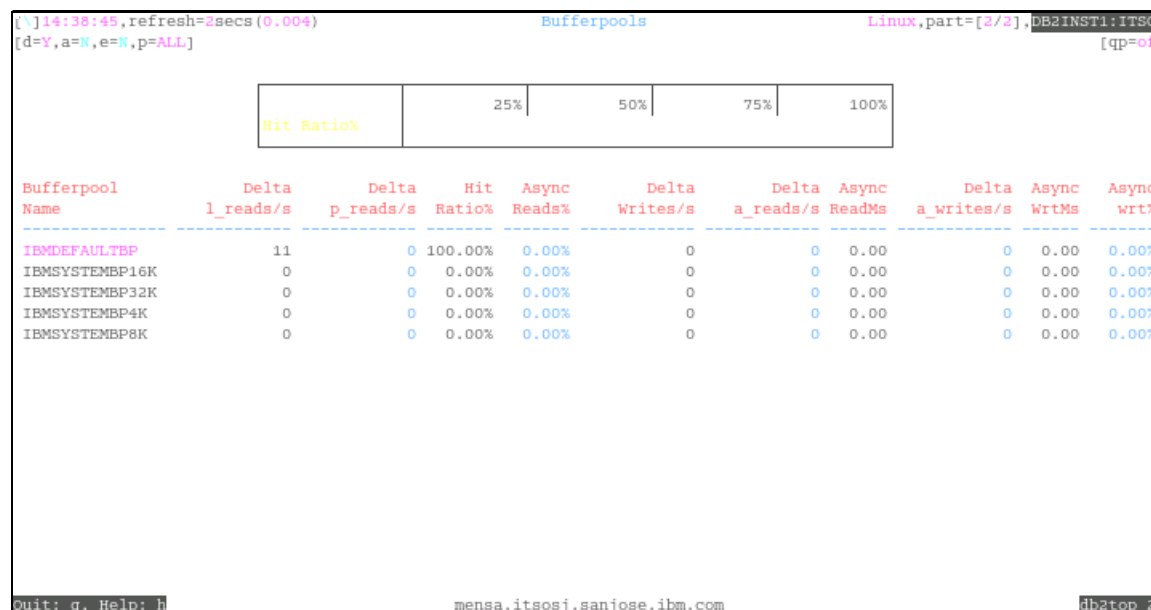 [\]14:38:45,refresh=2secs(0.004) Bufferpools Linux,part=[2/2],DB2INST1:ITSO
[d=Y,a=N,e=N,p=ALL] [qp=of
25% 50% 75% 100%
Hit Ratio%
Bufferpool Delta Delta Hit Async Delta Delta Async Delta Async Async
Name l_reads/s p_reads/s Ratio% Reads% Writes/s a_reads/s ReadMs a_writes/s WrtMs wrt%
--------------- ------------ ------------ ------- ------- ------------ ------------ ------ ------------ ------- -------
IBMDEFAULTBP 11 0 100.00% 0.00% 0 0 0.00 0 0.00 0.00%
IBMSYSTEMBP16K 0 0 0.00% 0.00% 0 0 0.00 0 0.00 0.00%
IBMSYSTEMBP32K 0 0 0.00% 0.00% 0 0 0.00 0 0.00 0.00%
IBMSYSTEMBP4K 0 0 0.00% 0.00% 0 0 0.00 0 0.00 0.00%
IBMSYSTEMBP8K 0 0 0.00% 0.00% 0 0 0.00 0 0.00 0.00%
Quit: q, Help: h mensa.itsosj.sanjose.ibm.com db2top